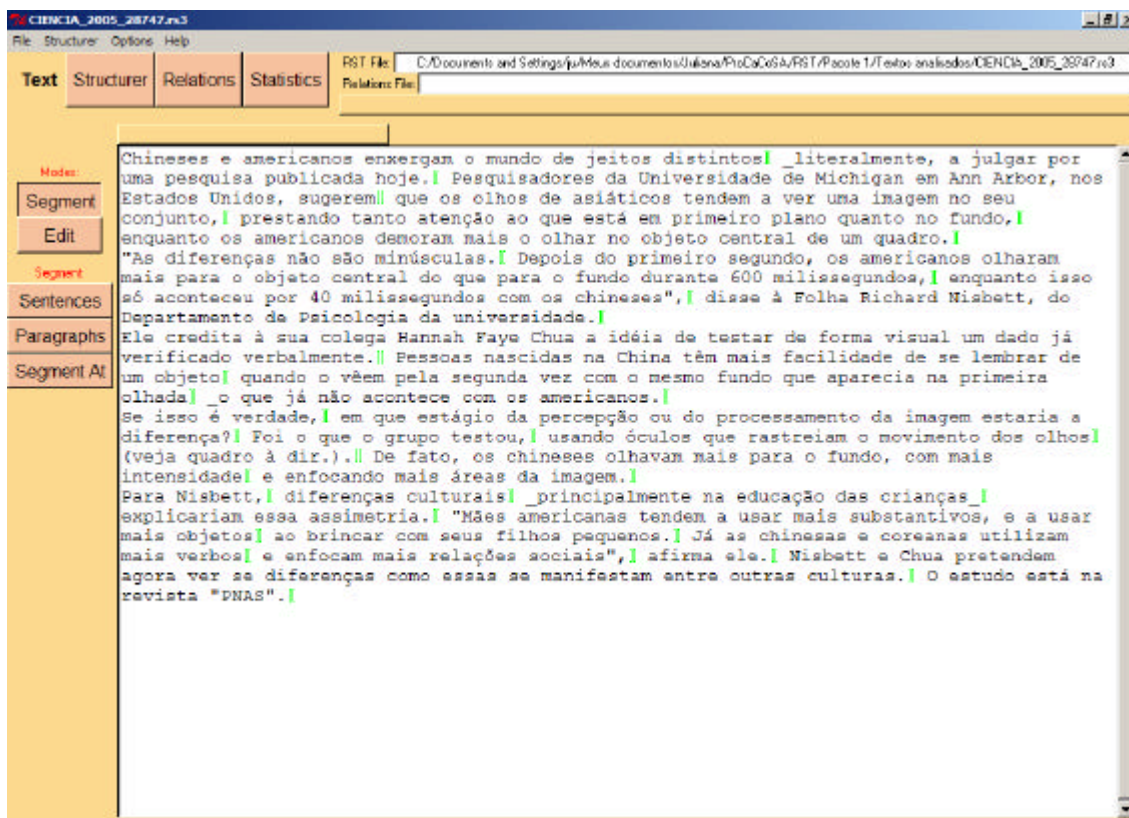 CIENCIA_2005_28747.rs3
File Structurer Options Help
Text Structurer Relations Statistics
RST File: C:/Documents and Settings/ju/Meus documentos/Juliana/ProCaCoSA/RST/Pacote 1/Textos analisados/CIENCIA_2005_28747.rs3
Relations File:
Modes:
Segment
Edit
Segment
Sentences
Paragraphs
Segment At
Chineses e americanos enxergam o mundo de jeitos distintos _literalmente, a julgar por
uma pesquisa publicada hoje. Pesquisadores da Universidade de Michigan em Ann Arbor, nos
Estados Unidos, sugerem que os olhos de asiáticos tendem a ver uma imagem no seu
conjunto, prestando tanto atenção ao que está em primeiro plano quanto no fundo,
enquanto os americanos demoram mais o olhar no objeto central de um quadro.
"As diferenças não são minúsculas. Depois do primeiro segundo, os americanos olharam
mais para o objeto central do que para o fundo durante 600 milissegundos, enquanto isso
só aconteceu por 40 milissegundos com os chineses", disse à Folha Richard Nisbett, do
Departamento de Psicologia da universidade.
Ele credita à sua colega Hannah Faye Chua a idéia de testar de forma visual um dado já
verificado verbalmente. Pessoas nascidas na China têm mais facilidade de se lembrar de
um objeto quando o vêem pela segunda vez com o mesmo fundo que aparecia na primeira
olhada _o que já não acontece com os americanos.
Se isso é verdade, em que estágio da percepção ou do processamento da imagem estaria a
diferença? Foi o que o grupo testou, usando óculos que rastreiam o movimento dos olhos
(veja quadro à dir.). De fato, os chineses olhavam mais para o fundo, com mais
intensidade e enfocando mais áreas da imagem.
Para Nisbett, diferenças culturais _principalmente na educação das crianças_
explicariam essa assimetria. "Mães americanas tendem a usar mais substantivos, e a usar
mais objetos ao brincar com seus filhos pequenos. Já as chinesas e coreanas utilizam
mais verbos e enfocam mais relações sociais", afirma ele. Nisbett e Chua pretendem
agora ver se diferenças como essas se manifestam entre outras culturas. O estudo está na
revista "PNAS".